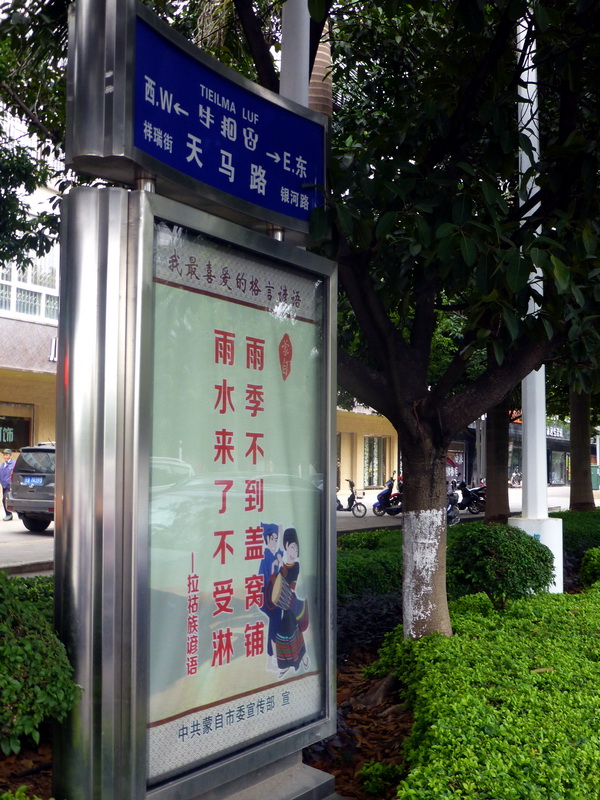 TIEILMA LUF
西.W←
→E.东
祥瑞街
天马路
银河路
我最喜爱的格言谚语
雨季不到盖窝铺
雨水来了不受淋
—拉祜族谚语
中共蒙自市委宣传部 宣